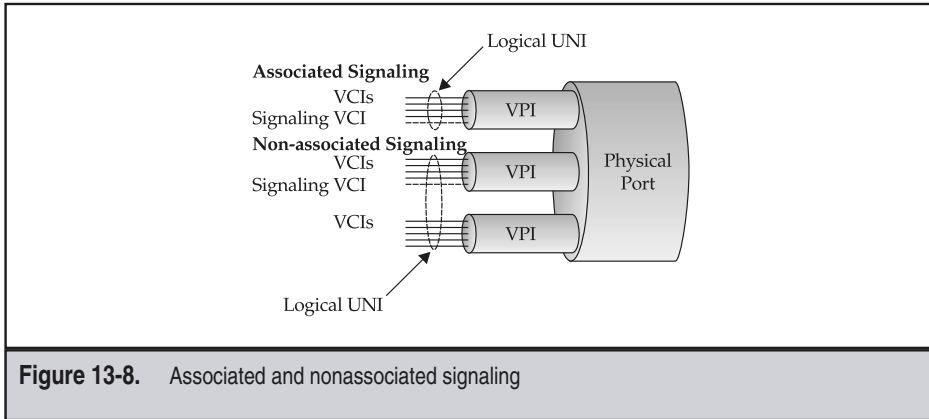 Logical UNI
Associated Signaling
VCIs
Signaling VCI
VPI
Non-associated Signaling
VCIs
Signaling VCI
VPI
Physical
Port
VCIs
VPI
Logical UNI
Figure 13-8. Associated and nonassociated signaling